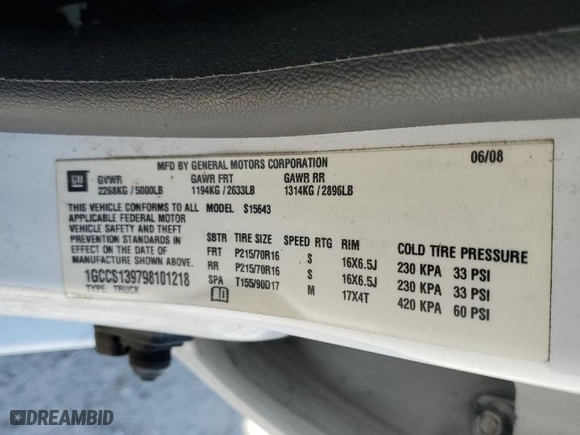 MFD BY GENERAL MOTORS CORPORATION 06/08
GM GVWR GAWR FRT GAWR RR
2268KG / 5000LB 1194KG / 2633LB 1314KG / 2896LB
THIS VEHICLE CONFORMS TO ALL MODEL S15643
APPLICABLE FEDERAL MOTOR
VEHICLE SAFETY AND THEFT
PREVENTION STANDARDS IN
EFFECT ON THE DATE OF
MANUFACTURE SHOWN ABOVE.
1GCCS139798101218
TYPE: TRUCK
SBTR TIRE SIZE SPEED RTG RIM COLD TIRE PRESSURE
FRT P215/70R16 S 16X6.5J 230 KPA 33 PSI
RR P215/70R16 S 16X6.5J 230 KPA 33 PSI
SPA T155/90D17 M 17X4T 420 KPA 60 PSI
DREAMBID